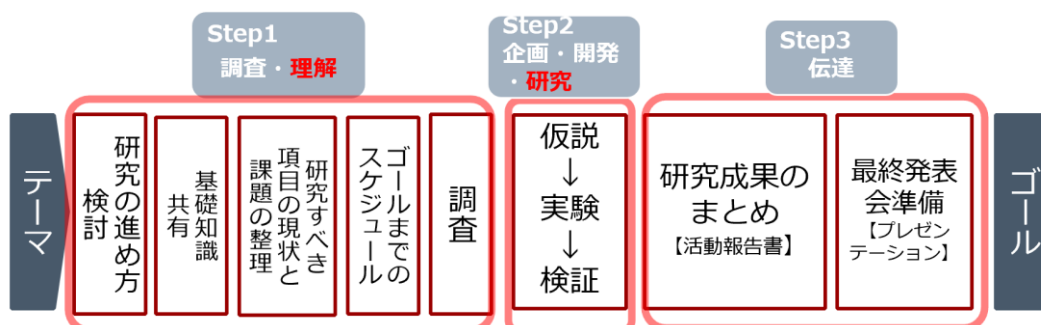 Step1
調査・理解
Step2
企画・開発
・研究
Step3
伝達
テーマ
研究の進め方
検討
基礎知識
共有
研究すべき
項目の現状と
課題の整理
ゴールまでの
スケジュール
調査
仮説
↓
実験
↓
検証
研究成果の
まとめ
【活動報告書】
最終発表
会準備
【プレゼン
テーション】
ゴール